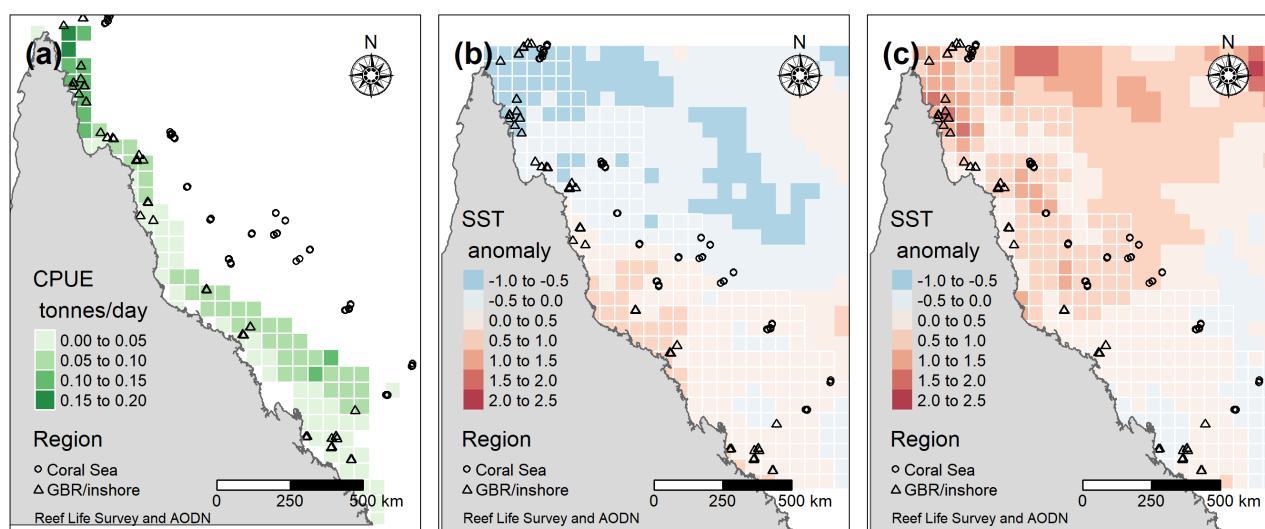 (a)
N
CPUE
tonnes/day
0.00 to 0.05
0.05 to 0.10
0.10 to 0.15
0.15 to 0.20
Region
Coral Sea
GBR/inshore
0 250 500 km
Reef Life Survey and AODN
(b)
N
SST
anomaly
-1.0 to -0.5
-0.5 to 0.0
0.0 to 0.5
0.5 to 1.0
1.0 to 1.5
1.5 to 2.0
2.0 to 2.5
Region
Coral Sea
GBR/inshore
0 250 500 km
Reef Life Survey and AODN
(c)
N
SST
anomaly
-1.0 to -0.5
-0.5 to 0.0
0.0 to 0.5
0.5 to 1.0
1.0 to 1.5
1.5 to 2.0
2.0 to 2.5
Region
Coral Sea
GBR/inshore
0 250 500 km
Reef Life Survey and AODN